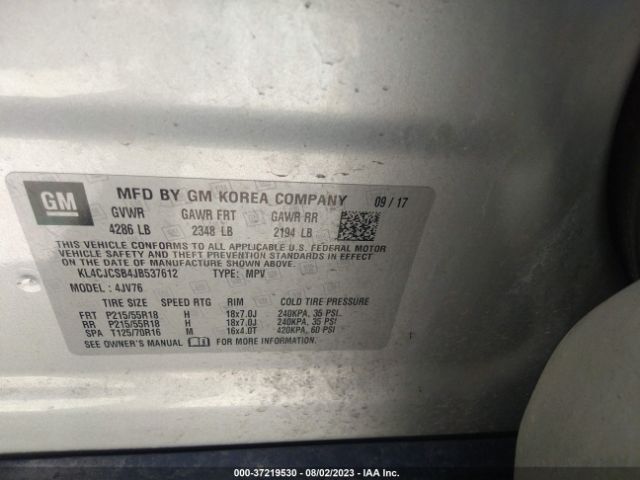 GM
MFD BY GM KOREA COMPANY 09 / 17
GVWR GAWR FRT GAWR RR
4286 LB 2348 LB 2194 LB
THIS VEHICLE CONFORMS TO ALL APPLICABLE U.S. FEDERAL MOTOR
VEHICLE SAFETY AND THEFT PREVENTION STANDARDS IN EFFECT
ON THE DATE OF MANUFACTURE SHOWN ABOVE.
KL4CJCSB4JB537612 TYPE: MPV
MODEL : 4JV76
TIRE SIZE SPEED RTG RIM COLD TIRE PRESSURE
FRT P215/55R18 H 18x7.0J 240KPA, 35 PSI.
RR P215/55R18 H 18x7.0J 240KPA, 35 PSI
SPA T125/70R16 M 16x4.0T 420KPA, 60 PSI
SEE OWNER'S MANUAL FOR MORE INFORMATION.
000-37219530 - 08/02/2023 - IAA Inc.